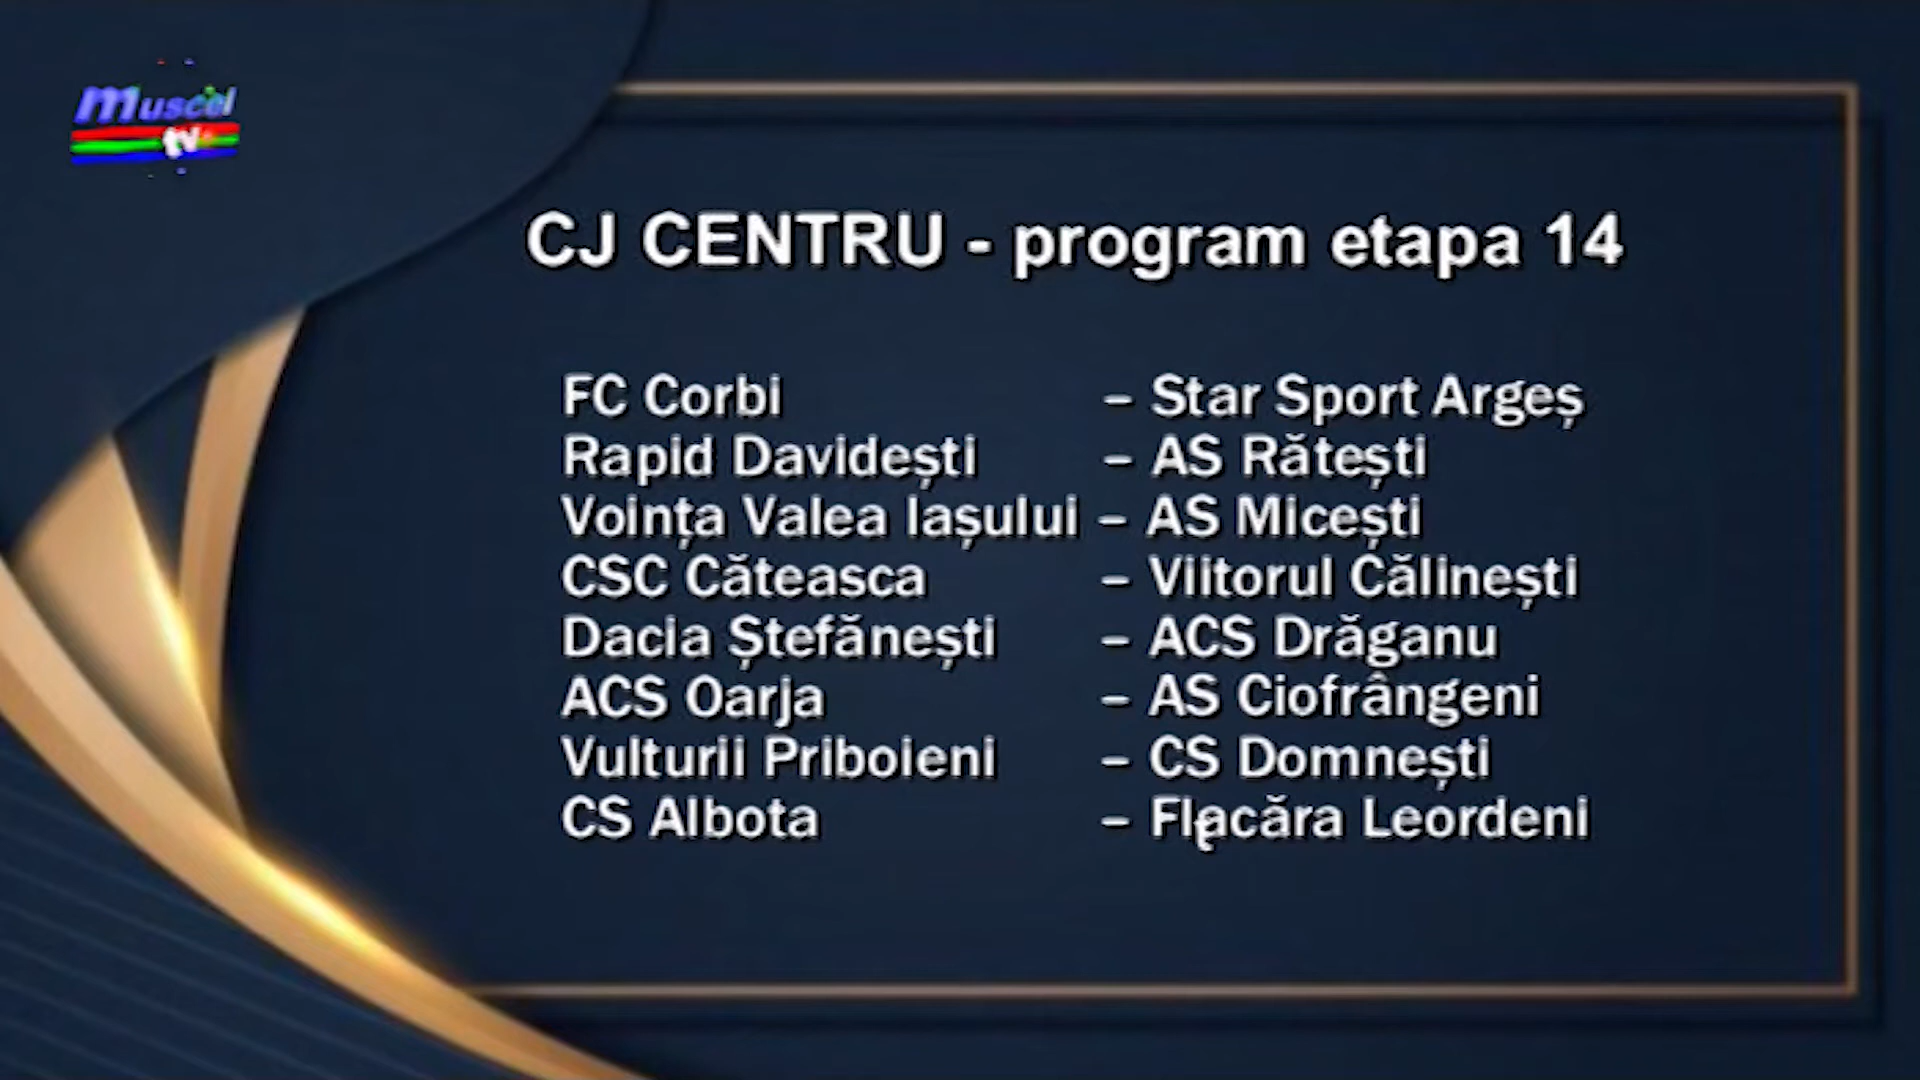 Muscel
tv
CJ CENTRU - program etapa 14
FC Corbi – Star Sport Argeș
Rapid Davidești – AS Rătești
Voința Valea Iașului – AS Micești
CSC Căteasca – Viitorul Călinești
Dacia Ștefănești – ACS Drăganu
ACS Oarja – AS Ciofrângeni
Vulturii Priboieni – CS Domnești
CS Albota – Flacăra Leordeni